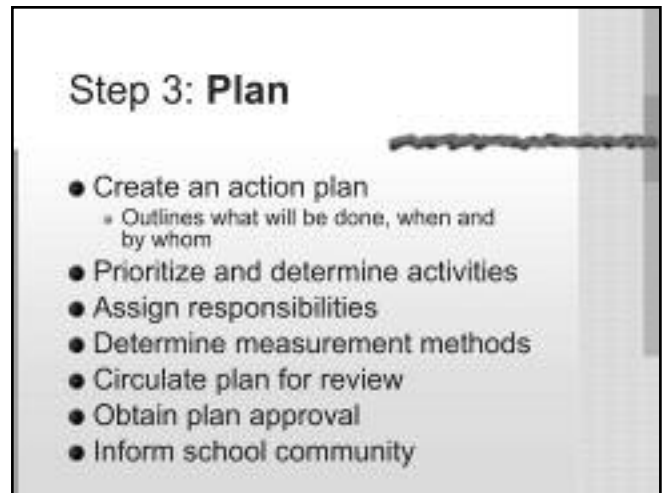 Step 3: Plan
Create an action plan
Outlines what will be done, when and
by whom
Prioritize and determine activities
Assign responsibilities
Determine measurement methods
Circulate plan for review
Obtain plan approval
Inform school community